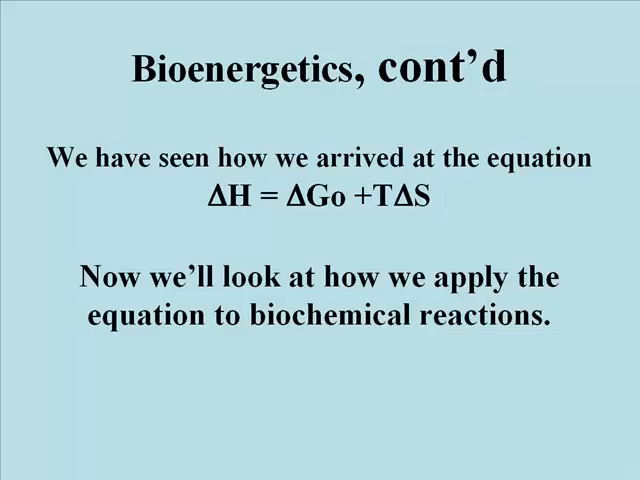 Bioenergetics, cont’d
We have seen how we arrived at the equation
ΔH = ΔGo +TΔS
Now we’ll look at how we apply the
equation to biochemical reactions.